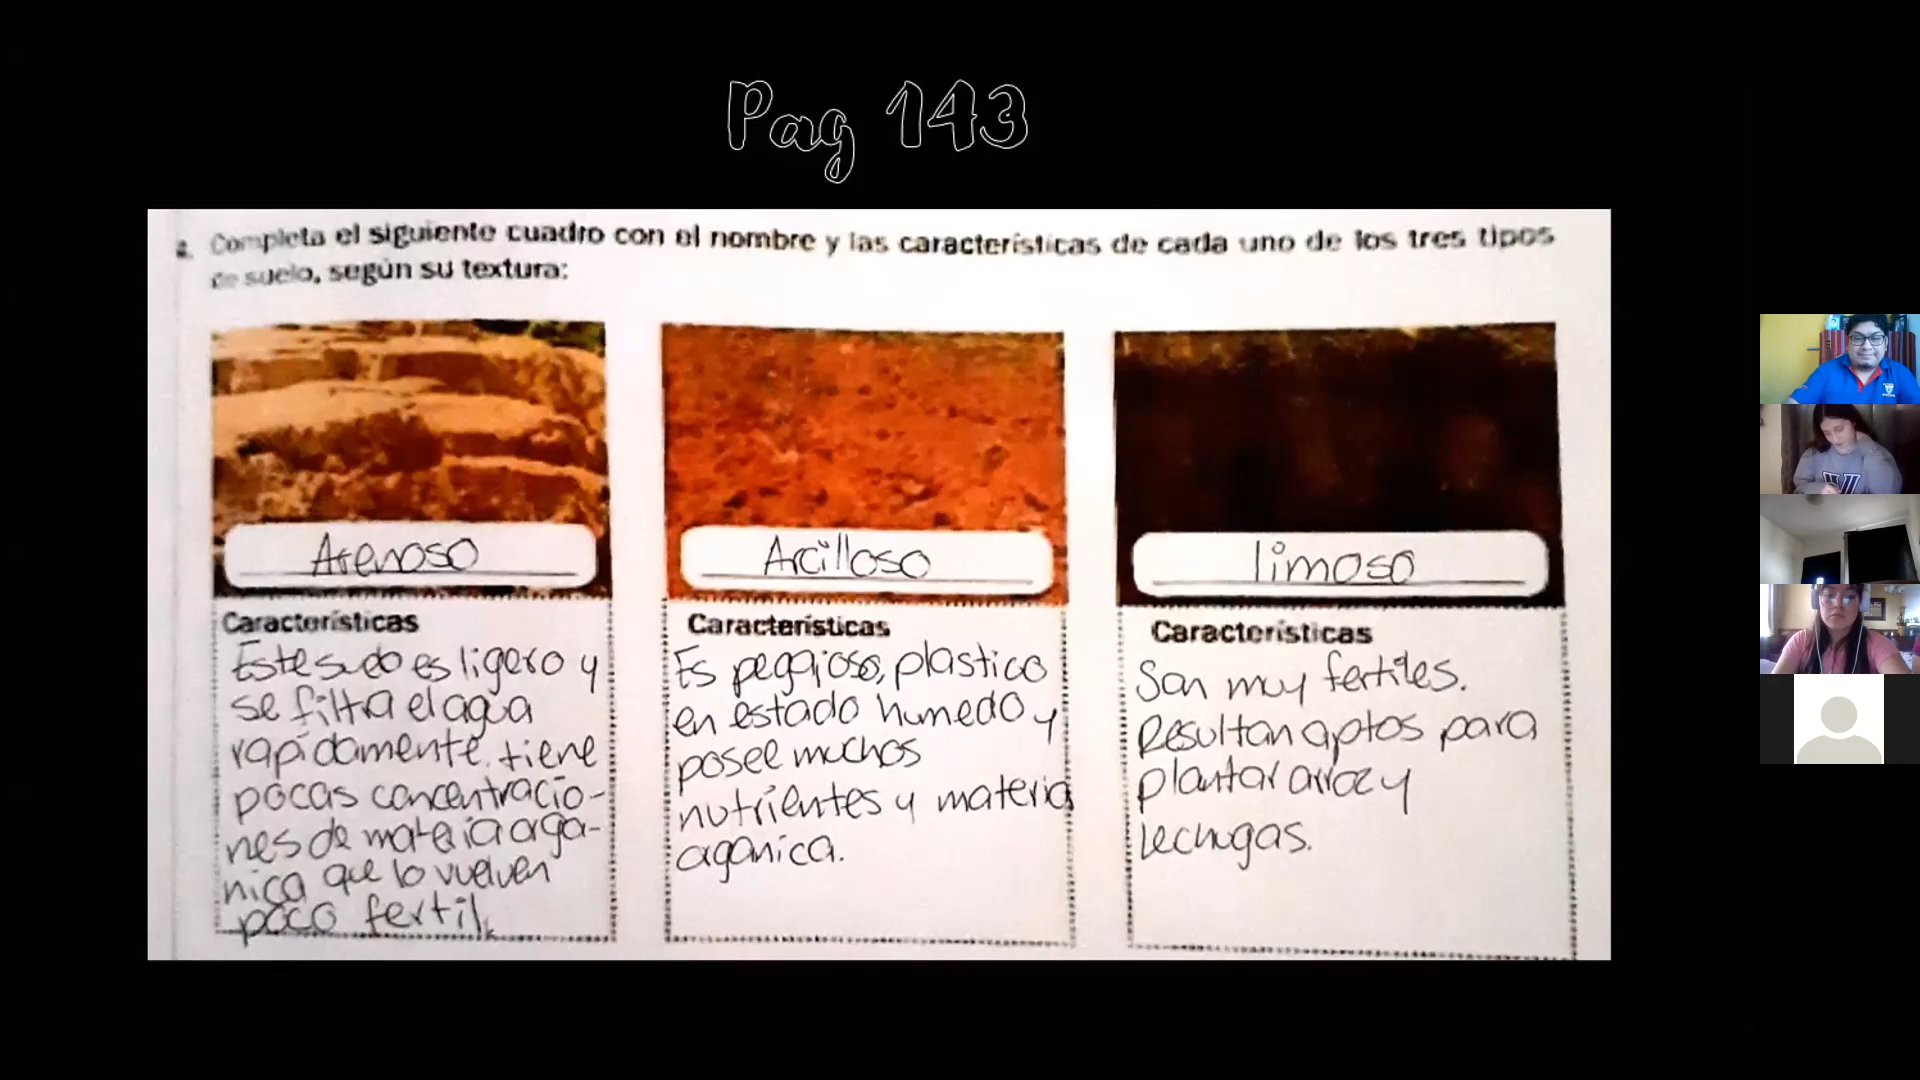 Pag 143
2. Completa el siguiente cuadro con el nombre y las características de cada uno de los tres tipos
de suelo, según su textura:
Arenoso
Características
Este suelo es ligero y
se filtra el agua
rapidamente. tiene
pocas concentracio-
nes de materia orga-
nica que lo vuelven
poco fertil.
Arcilloso
Características
Es pegajoso, plastico
en estado humedo y
posee muchos
nutrientes y materia
organica.
limoso
Características
Son muy fertiles.
Resultan aptos para
plantar arroz y
lechugas.